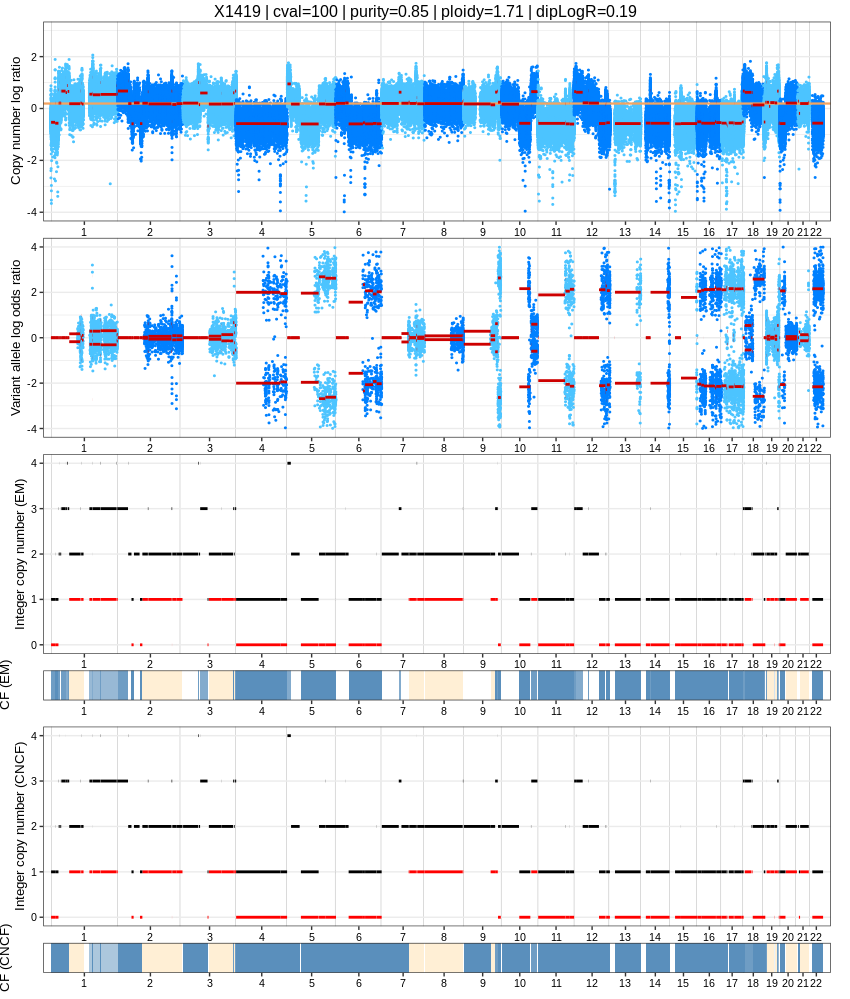 X1419 | cval=100 | purity=0.85 | ploidy=1.71 | dipLogR=0.19
Copy number log ratio
2
0
-2
-4
1 2 3 4 5 6 7 8 9 10 11 12 13 14 15 16 17 18 19 20 21 22
Variant allele log odds ratio
4
2
0
-2
-4
1 2 3 4 5 6 7 8 9 10 11 12 13 14 15 16 17 18 19 20 21 22
Integer copy number (EM)
4
3
2
1
0
1 2 3 4 5 6 7 8 9 10 11 12 13 14 15 16 17 18 19 20 21 22
CF (EM)
1 2 3 4 5 6 7 8 9 10 11 12 13 14 15 16 17 18 19 20 21 22
Integer copy number (CNCF)
4
3
2
1
0
1 2 3 4 5 6 7 8 9 10 11 12 13 14 15 16 17 18 19 20 21 22
CF (CNCF)
1 2 3 4 5 6 7 8 9 10 11 12 13 14 15 16 17 18 19 20 21 22